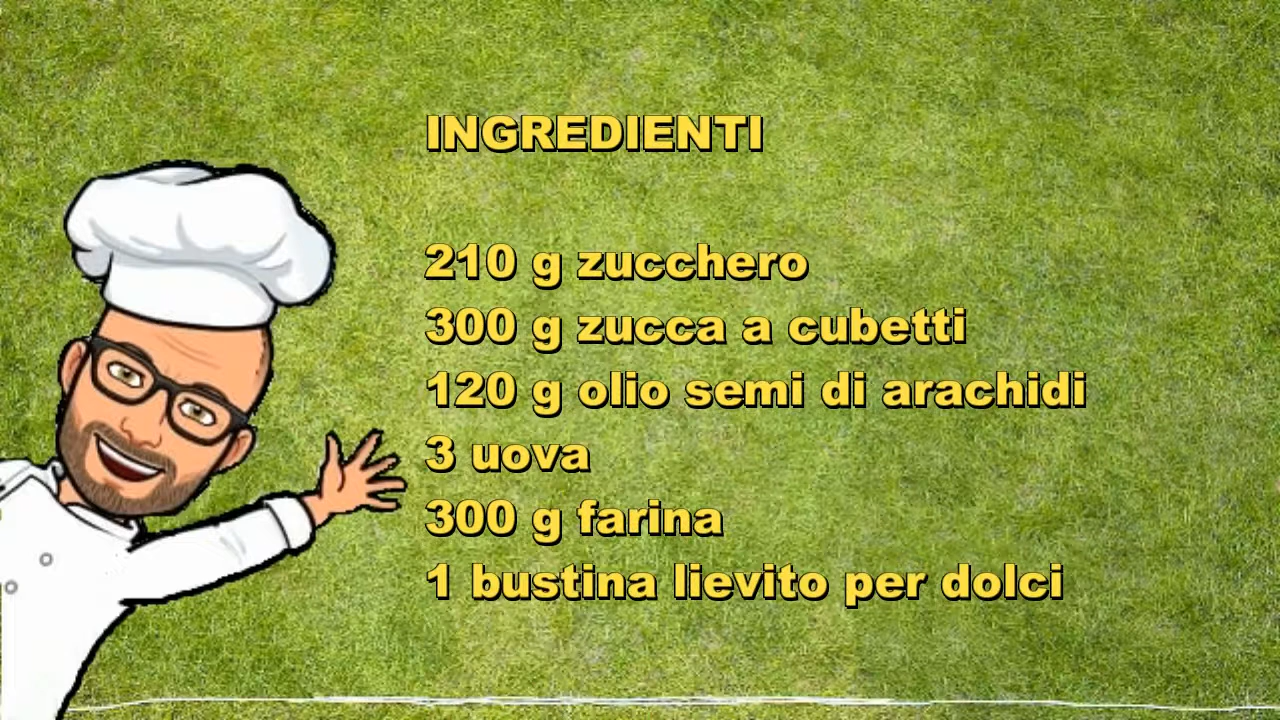 INGREDIENTI
210 g zucchero
300 g zucca a cubetti
120 g olio semi di arachidi
3 uova
300 g farina
1 bustina lievito per dolci